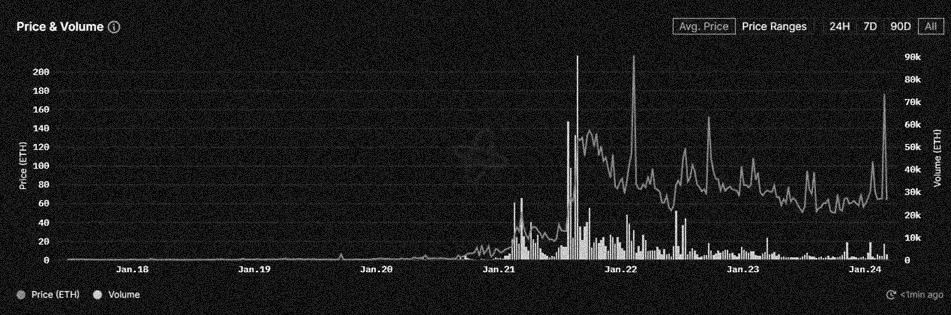 Price & Volume
Avg. Price Price Ranges 24H 7D 90D All
Price (ETH)
200
180
160
140
120
100
80
60
40
20
0
90k
80k
70k
60k
50k
40k
30k
20k
10k
0
Volume (ETH)
Jan.18 Jan.19 Jan.20 Jan.21 Jan.22 Jan.23 Jan.24
Price (ETH) Volume
<1min ago